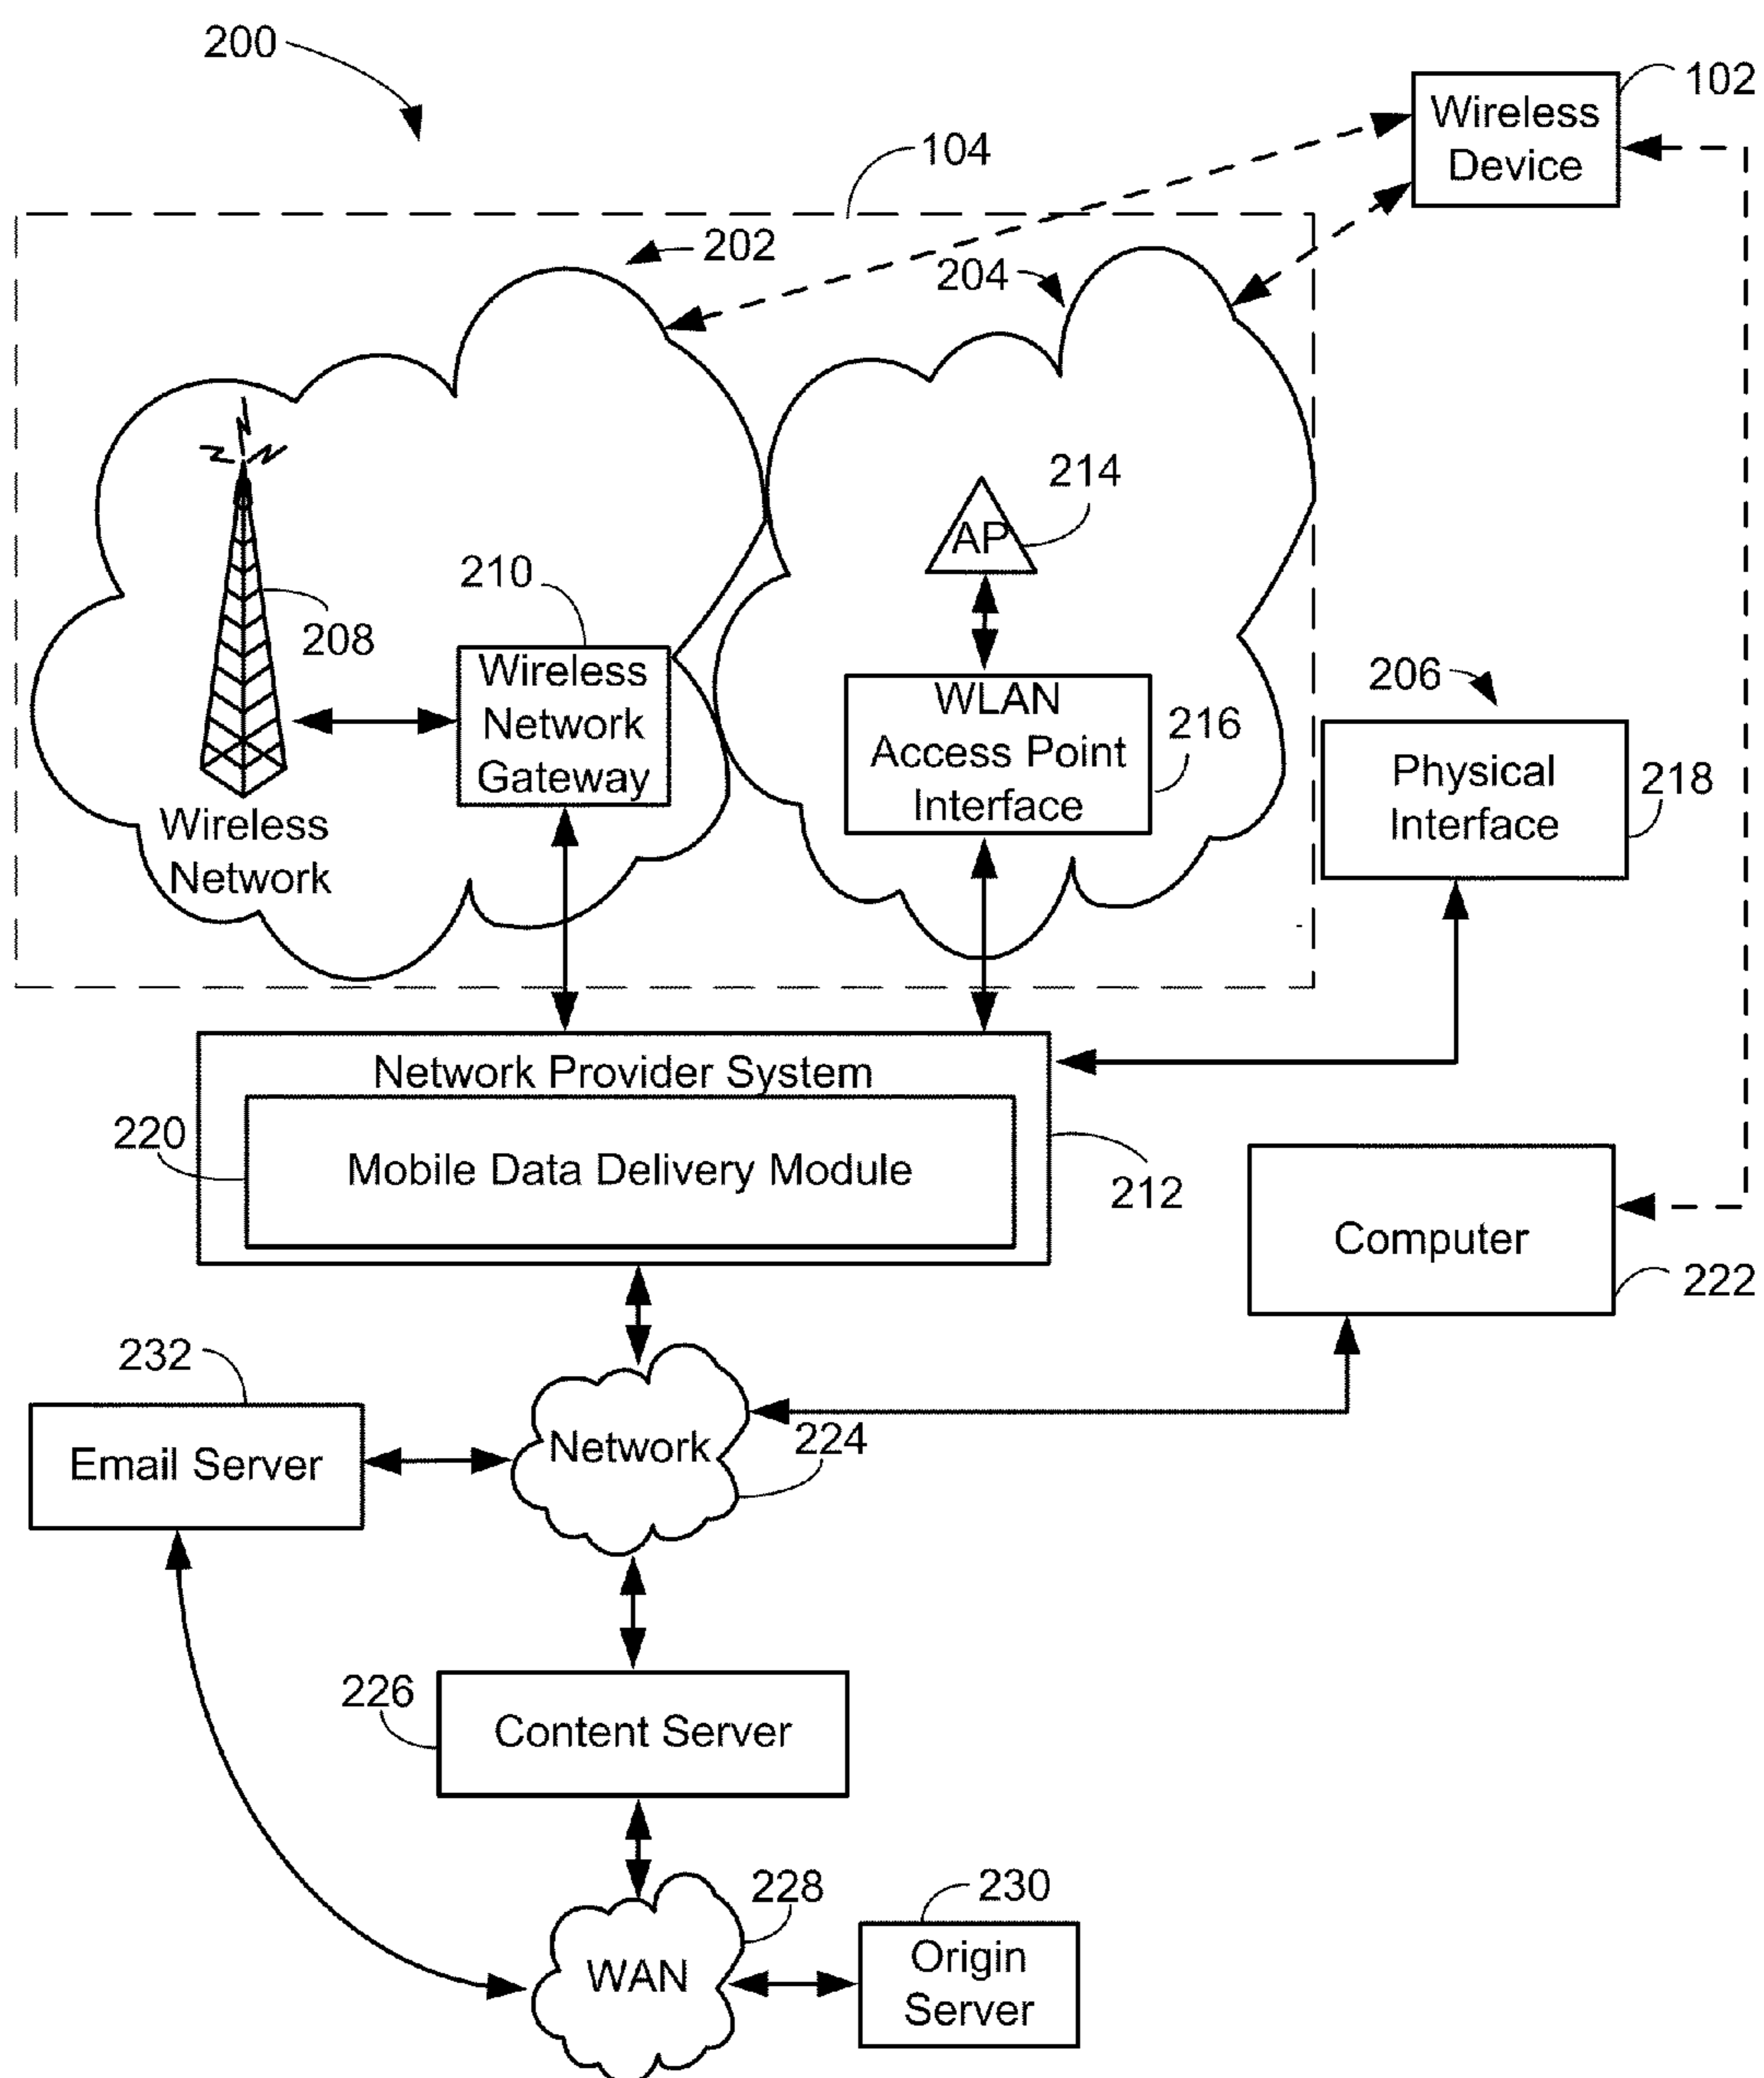 200
102
Wireless
Device
104
202
204
214
AP
210
208
Wireless
Network
Gateway
WLAN
Access Point
Interface
216
206
Physical
Interface
218
Wireless
Network
Network Provider System
220
Mobile Data Delivery Module
212
Computer
222
232
Email Server
Network
224
226
Content Server
228
WAN
230
Origin
Server